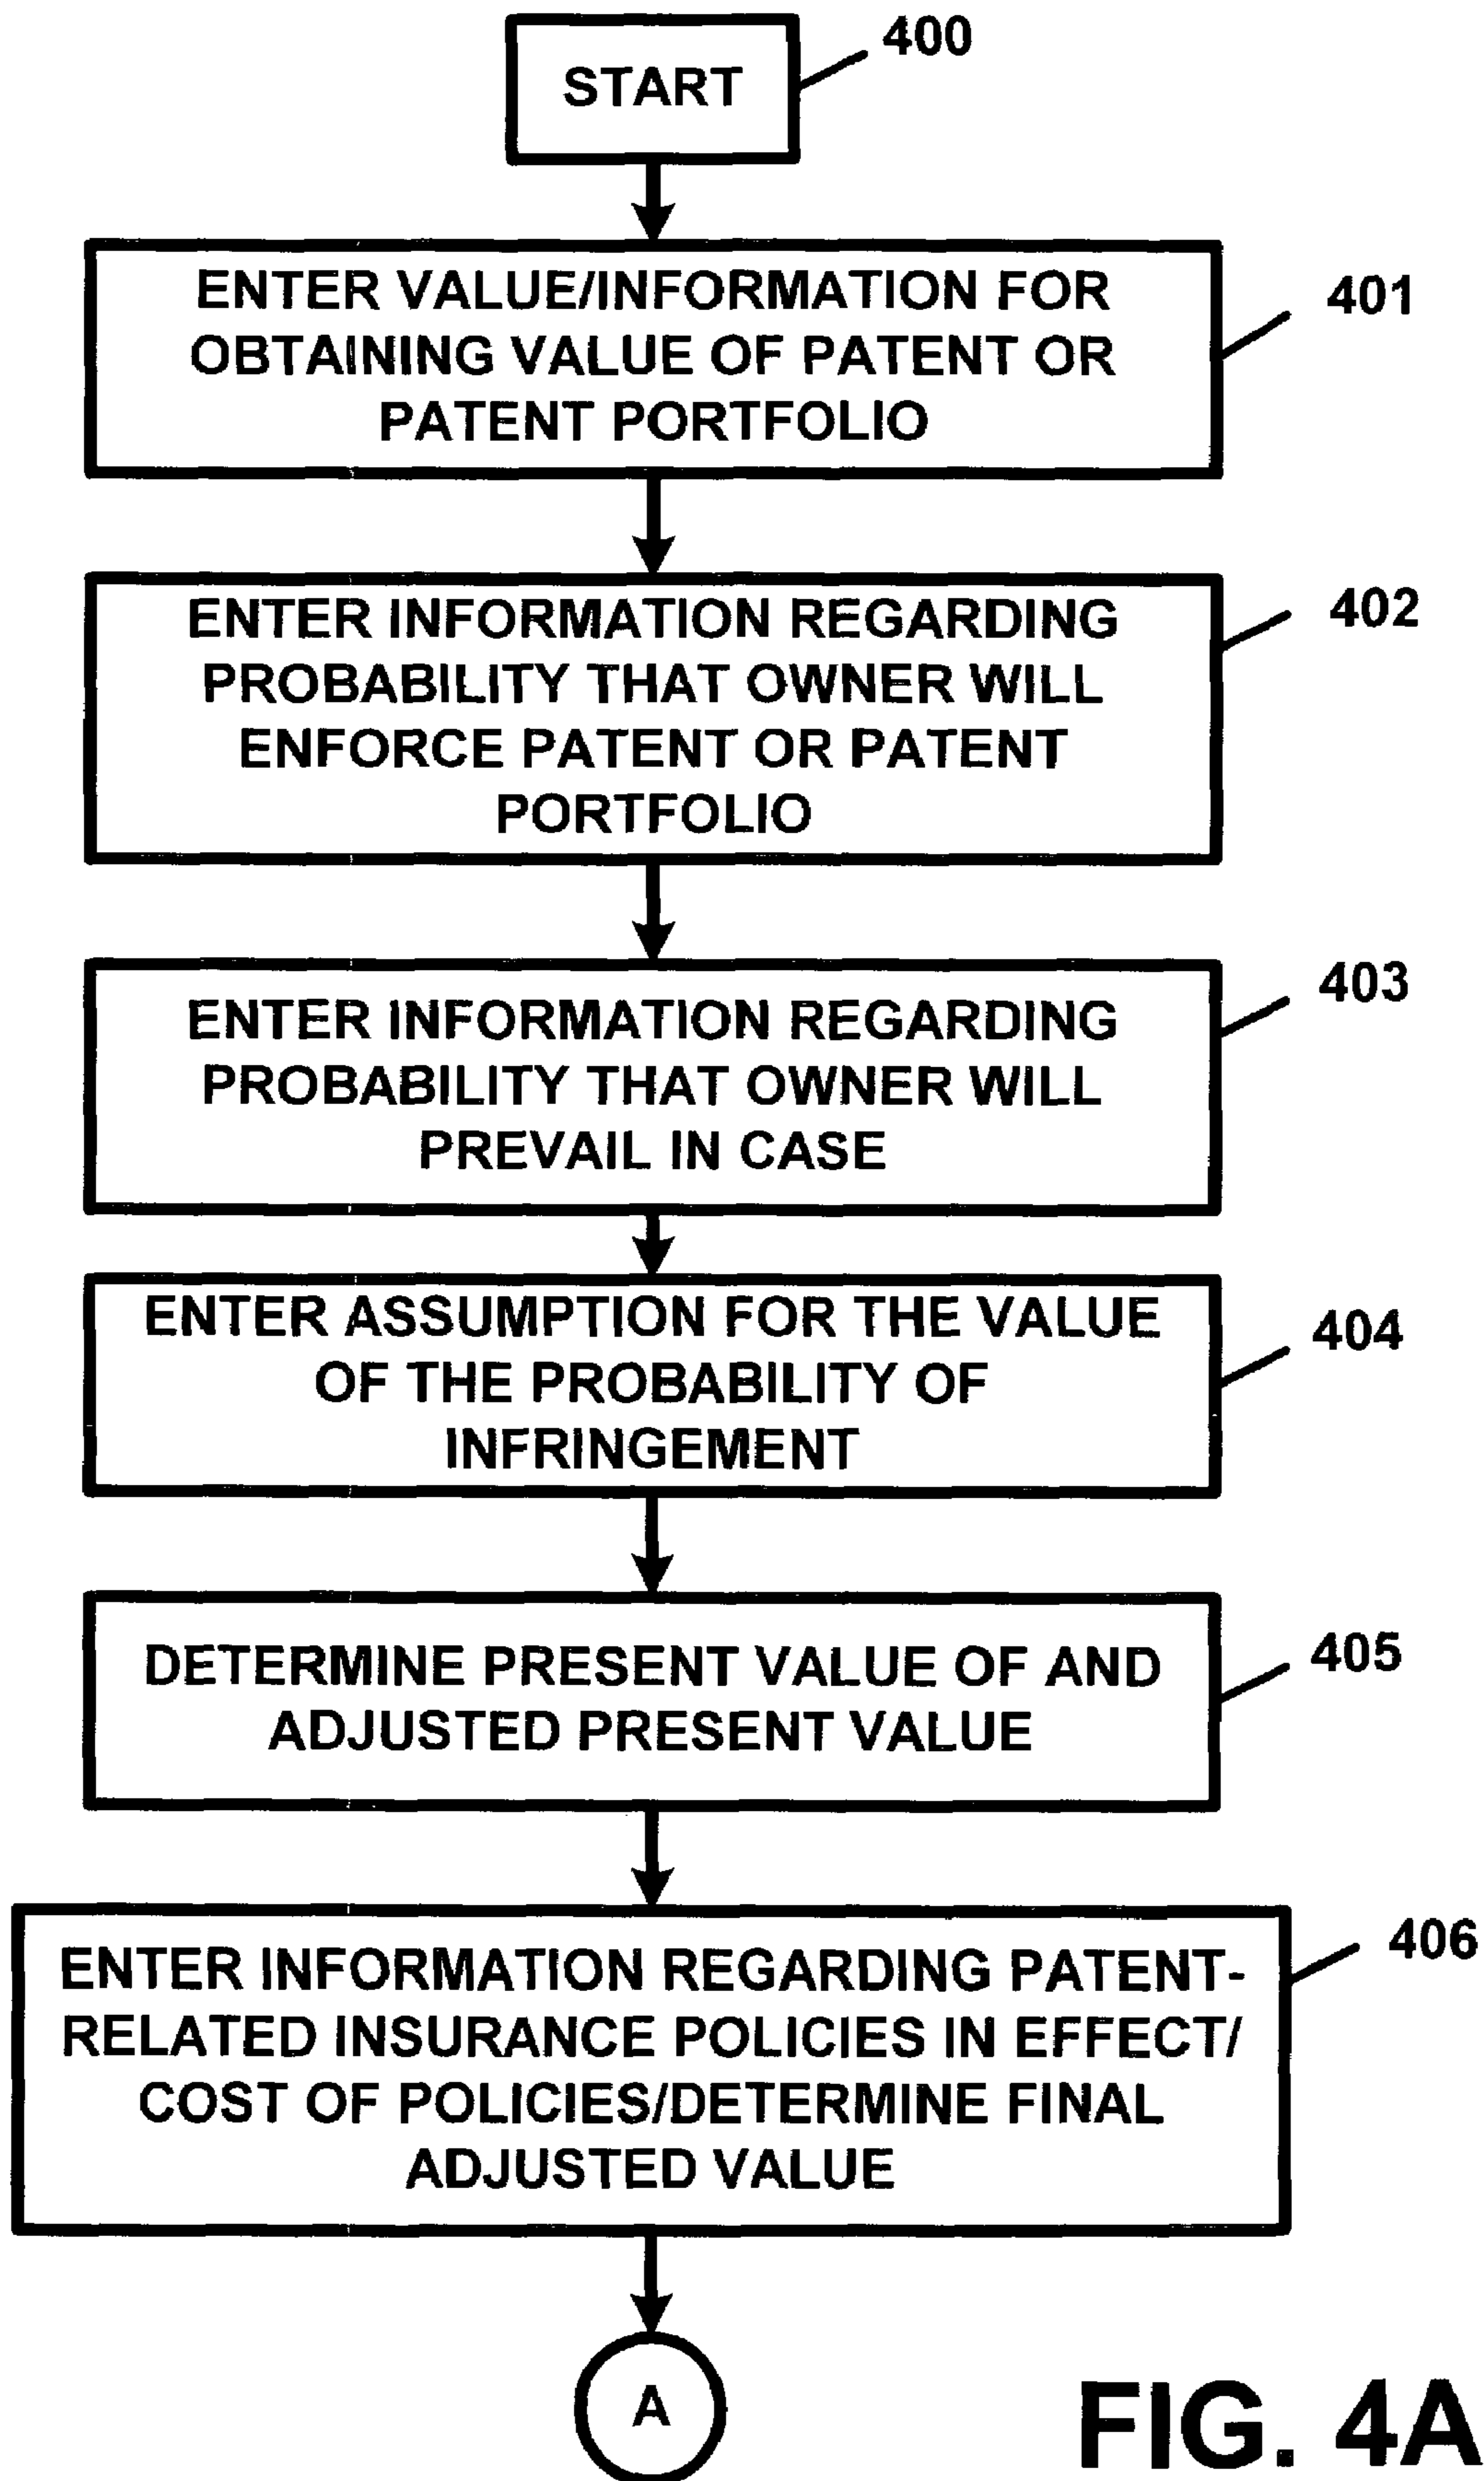 START
400
ENTER VALUE/INFORMATION FOR
OBTAINING VALUE OF PATENT OR
PATENT PORTFOLIO
401
ENTER INFORMATION REGARDING
PROBABILITY THAT OWNER WILL
ENFORCE PATENT OR PATENT
PORTFOLIO
402
ENTER INFORMATION REGARDING
PROBABILITY THAT OWNER WILL
PREVAIL IN CASE
403
ENTER ASSUMPTION FOR THE VALUE
OF THE PROBABILITY OF
INFRINGEMENT
404
DETERMINE PRESENT VALUE OF AND
ADJUSTED PRESENT VALUE
405
ENTER INFORMATION REGARDING PATENT-
RELATED INSURANCE POLICIES IN EFFECT/
COST OF POLICIES/DETERMINE FINAL
ADJUSTED VALUE
406
A
FIG. 4A